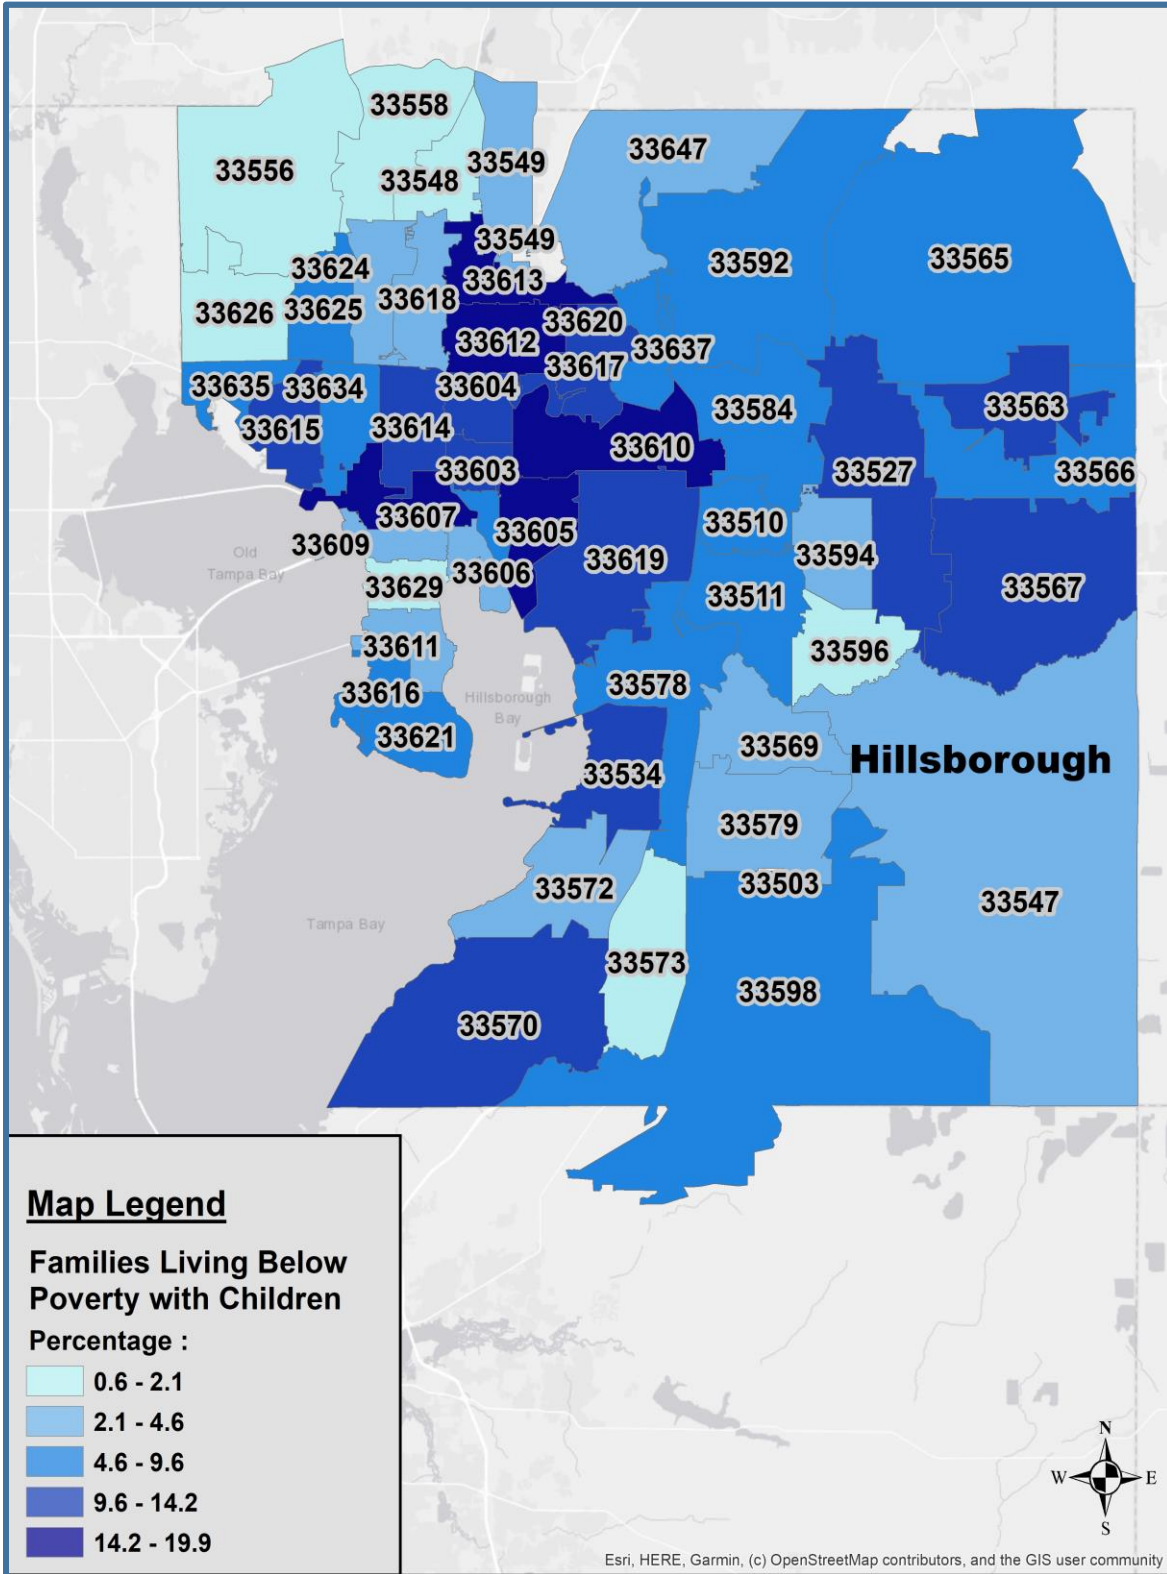 33558
33647
33549
33556
33548
33549
33592
33565
33624
33613
33618
33626
33625
33620
33612
33637
33617
33635
33634
33604
33584
33563
33615
33614
33610
33603
33527
33566
33607
33510
33605
33609
33594
33619
33606
33629
33511
33567
Old
Tampa Bay
33611
33596
33616
33578
Hillsborough
Bay
33621
33569
Hillsborough
33534
33579
33503
33572
33547
Tampa Bay
33573
33598
33570
Map Legend
Families Living Below
Poverty with Children
Percentage :
0.6 - 2.1
2.1 - 4.6
4.6 - 9.6
9.6 - 14.2
14.2 - 19.9
N
W E
S
Esri, HERE, Garmin, (c) OpenStreetMap contributors, and the GIS user community